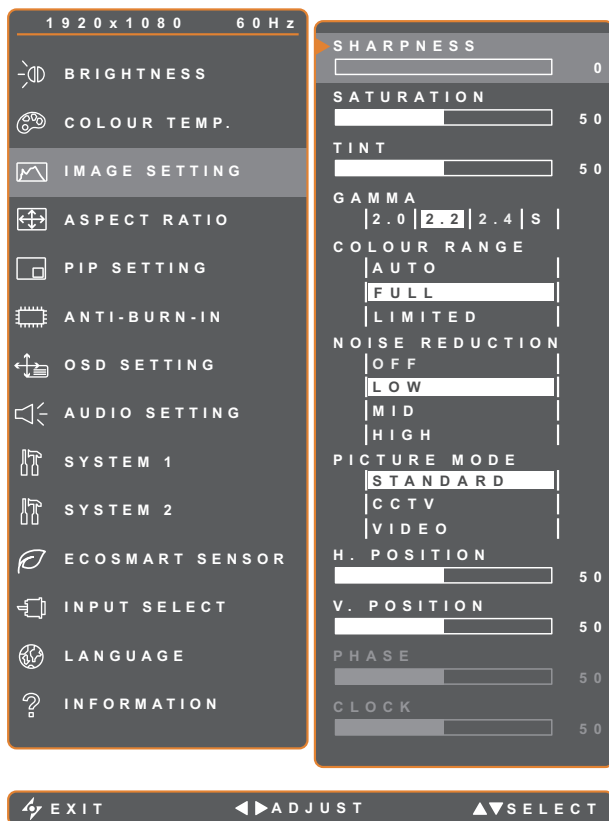 1920x1080 60Hz
BRIGHTNESS
COLOUR TEMP.
IMAGE SETTING
ASPECT RATIO
PIP SETTING
ANTI-BURN-IN
OSD SETTING
AUDIO SETTING
SYSTEM 1
SYSTEM 2
ECOSMART SENSOR
INPUT SELECT
LANGUAGE
INFORMATION
SHARPNESS
0
SATURATION
50
TINT
50
GAMMA
2.0 2.2 2.4 S
COLOUR RANGE
AUTO
FULL
LIMITED
NOISE REDUCTION
OFF
LOW
MID
HIGH
PICTURE MODE
STANDARD
CCTV
VIDEO
H. POSITION
50
V. POSITION
50
PHASE
50
CLOCK
50
EXIT ADJUST SELECT